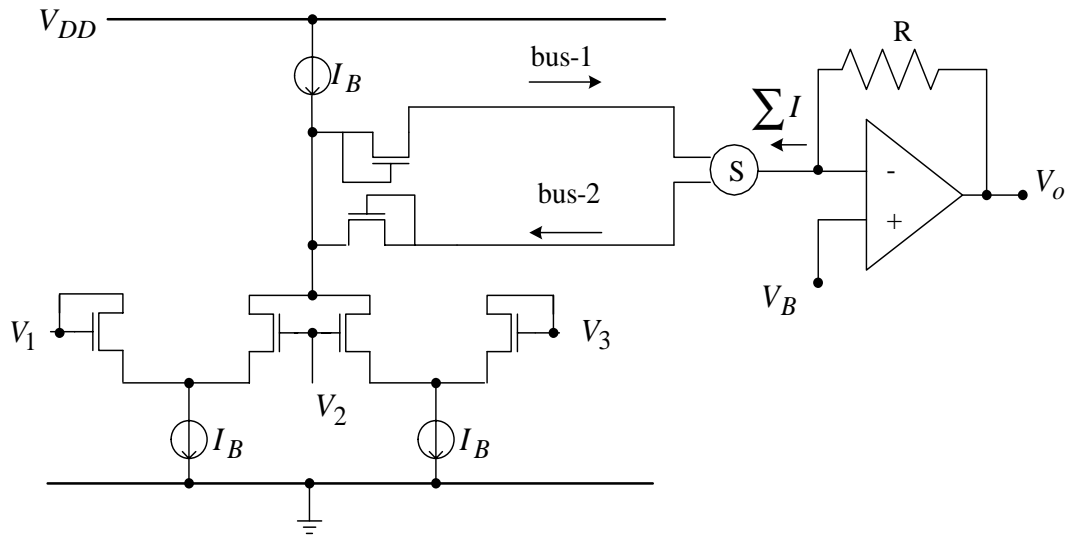 V_DD
I_B
bus-1
bus-2
∑ I
R
S
-
+
V_o
V_B
V_1
V_2
V_3
I_B
I_B